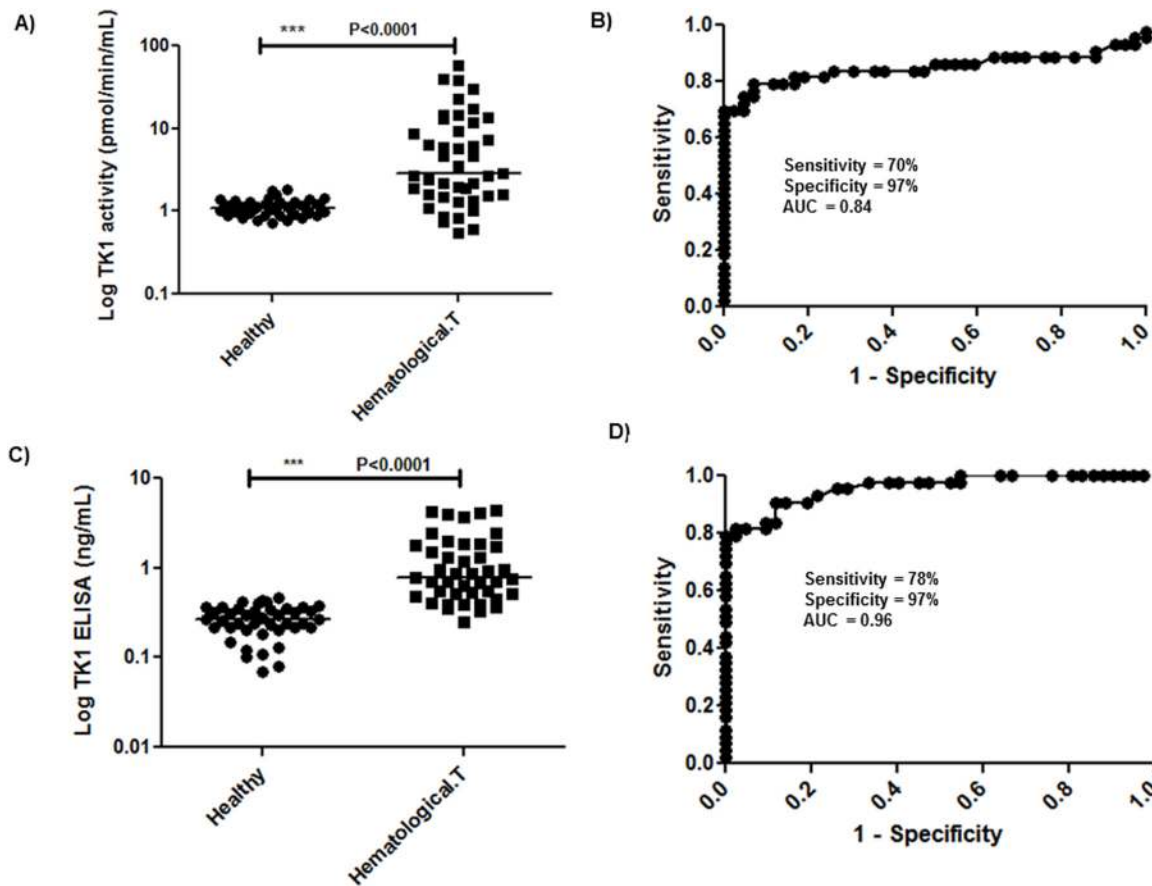 A)
*** P<0.0001
Log TK1 activity (pmol/min/mL)
100
10
1
0.1
Healthy
Hematological.T
B)
Sensitivity
1.0
0.8
0.6
0.4
0.2
0.0
Sensitivity = 70%
Specificity = 97%
AUC = 0.84
0.0 0.2 0.4 0.6 0.8 1.0
1 - Specificity
C)
*** P<0.0001
Log TK1 ELISA (ng/mL)
10
1
0.1
0.01
Healthy
Hematological.T
D)
Sensitivity
1.0
0.8
0.6
0.4
0.2
0.0
Sensitivity = 78%
Specificity = 97%
AUC = 0.96
0.0 0.2 0.4 0.6 0.8 1.0
1 - Specificity